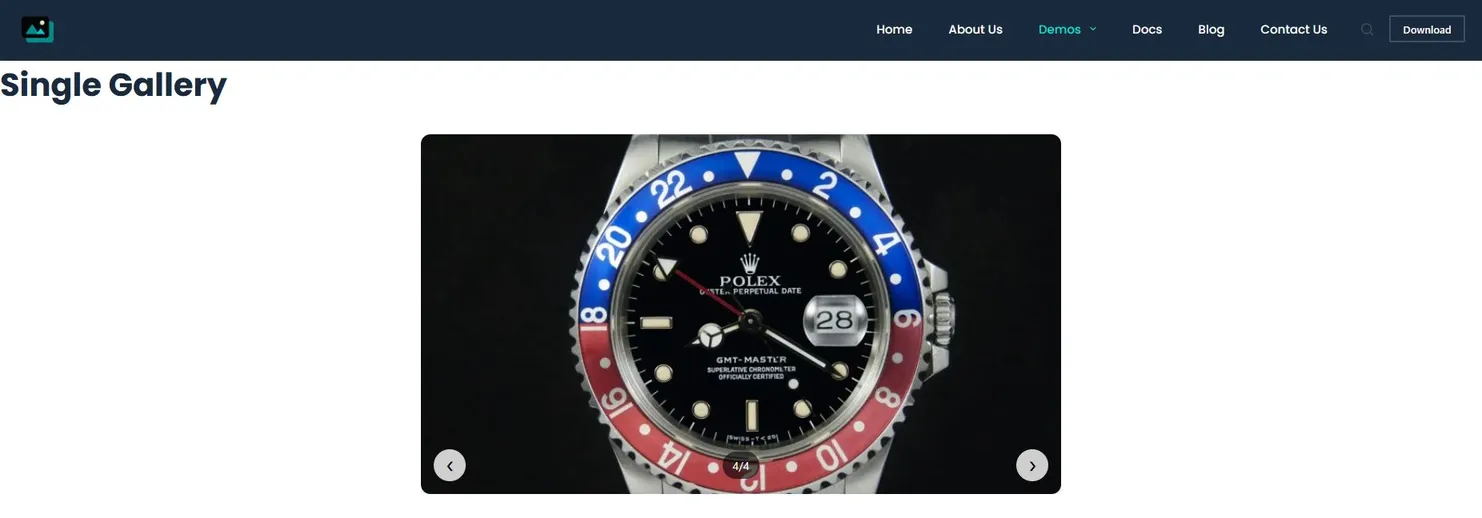 Home About Us Demos Docs Blog Contact Us Download
Single Gallery
22 2
20 4
POLEX
OYSTER PERPETUAL DATE
18 28 6
GMT-MASTER
SUPERLATIVE CHRONOMETER
OFFICIALLY CERTIFIED
16 8
SWISS-T<25
14 10
4/4
12
‹ ›